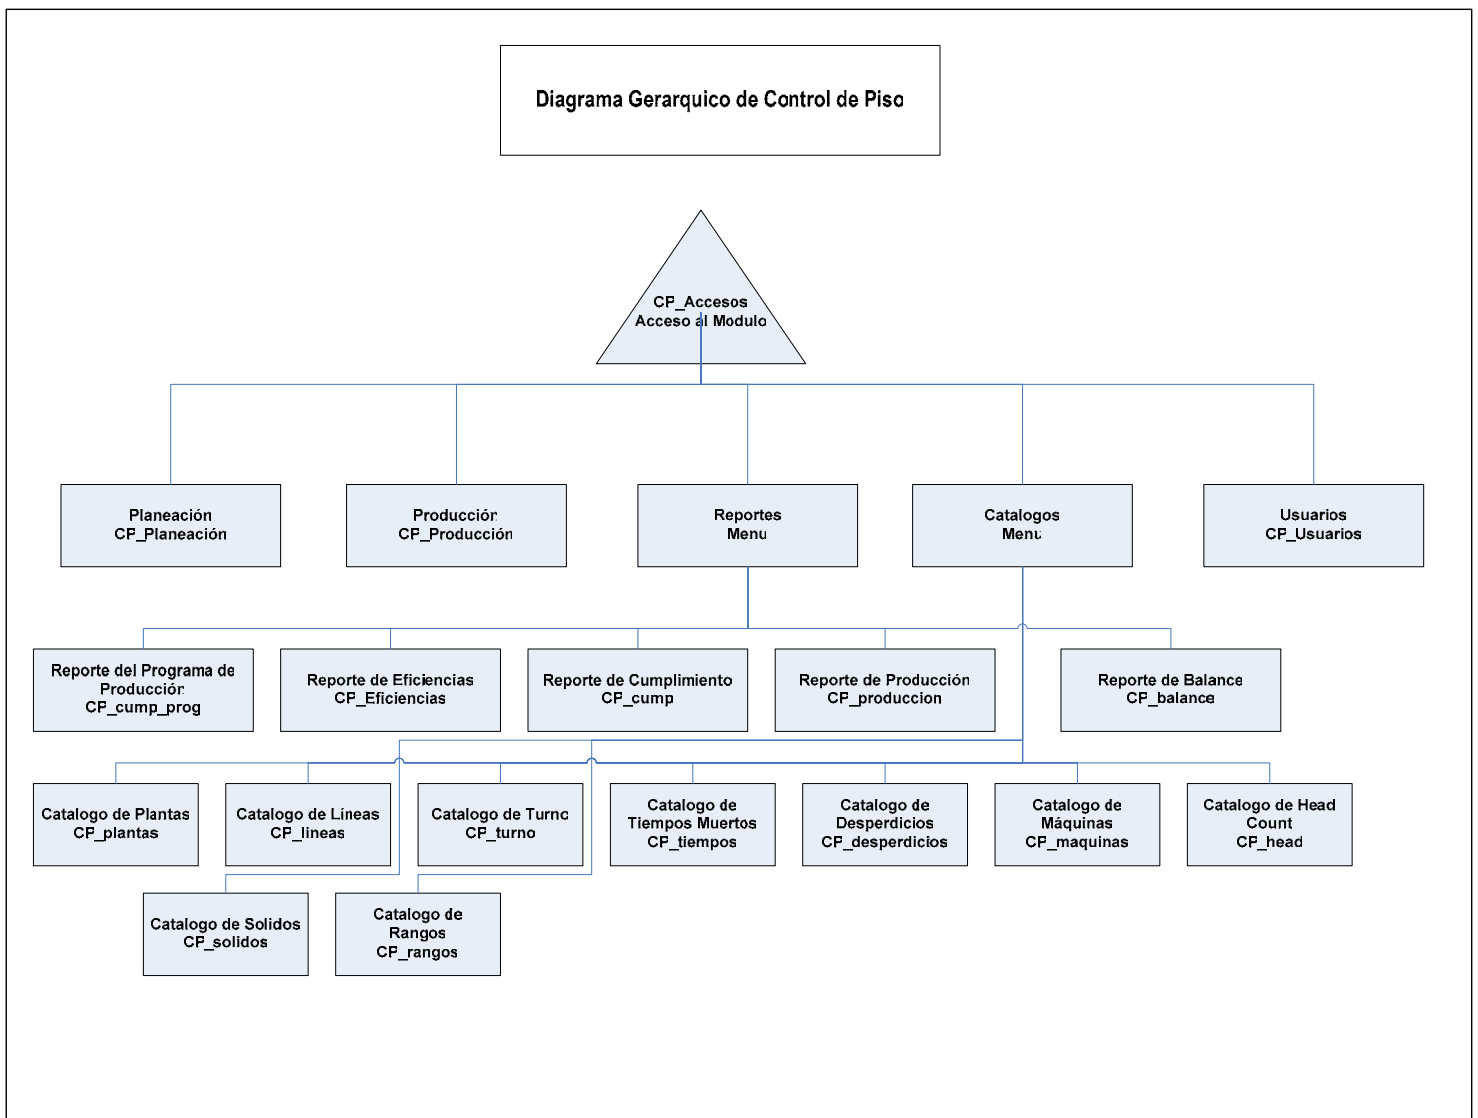 Diagrama Gerarquico de Control de Piso
CP_Accesos
Acceso al Modulo
Planeación
CP_Planeación
Producción
CP_Producción
Reportes
Menu
Catalogos
Menu
Usuarios
CP_Usuarios
Reporte del Programa de
Producción
CP_cump_prog
Reporte de Eficiencias
CP_Eficiencias
Reporte de Cumplimiento
CP_cump
Reporte de Producción
CP_produccion
Reporte de Balance
CP_balance
Catalogo de Plantas
CP_plantas
Catalogo de Líneas
CP_lineas
Catalogo de Turno
CP_turno
Catalogo de
Tiempos Muertos
CP_tiempos
Catalogo de
Desperdicios
CP_desperdicios
Catalogo de
Máquinas
CP_maquinas
Catalogo de Head
Count
CP_head
Catalogo de Solidos
CP_solidos
Catalogo de
Rangos
CP_rangos